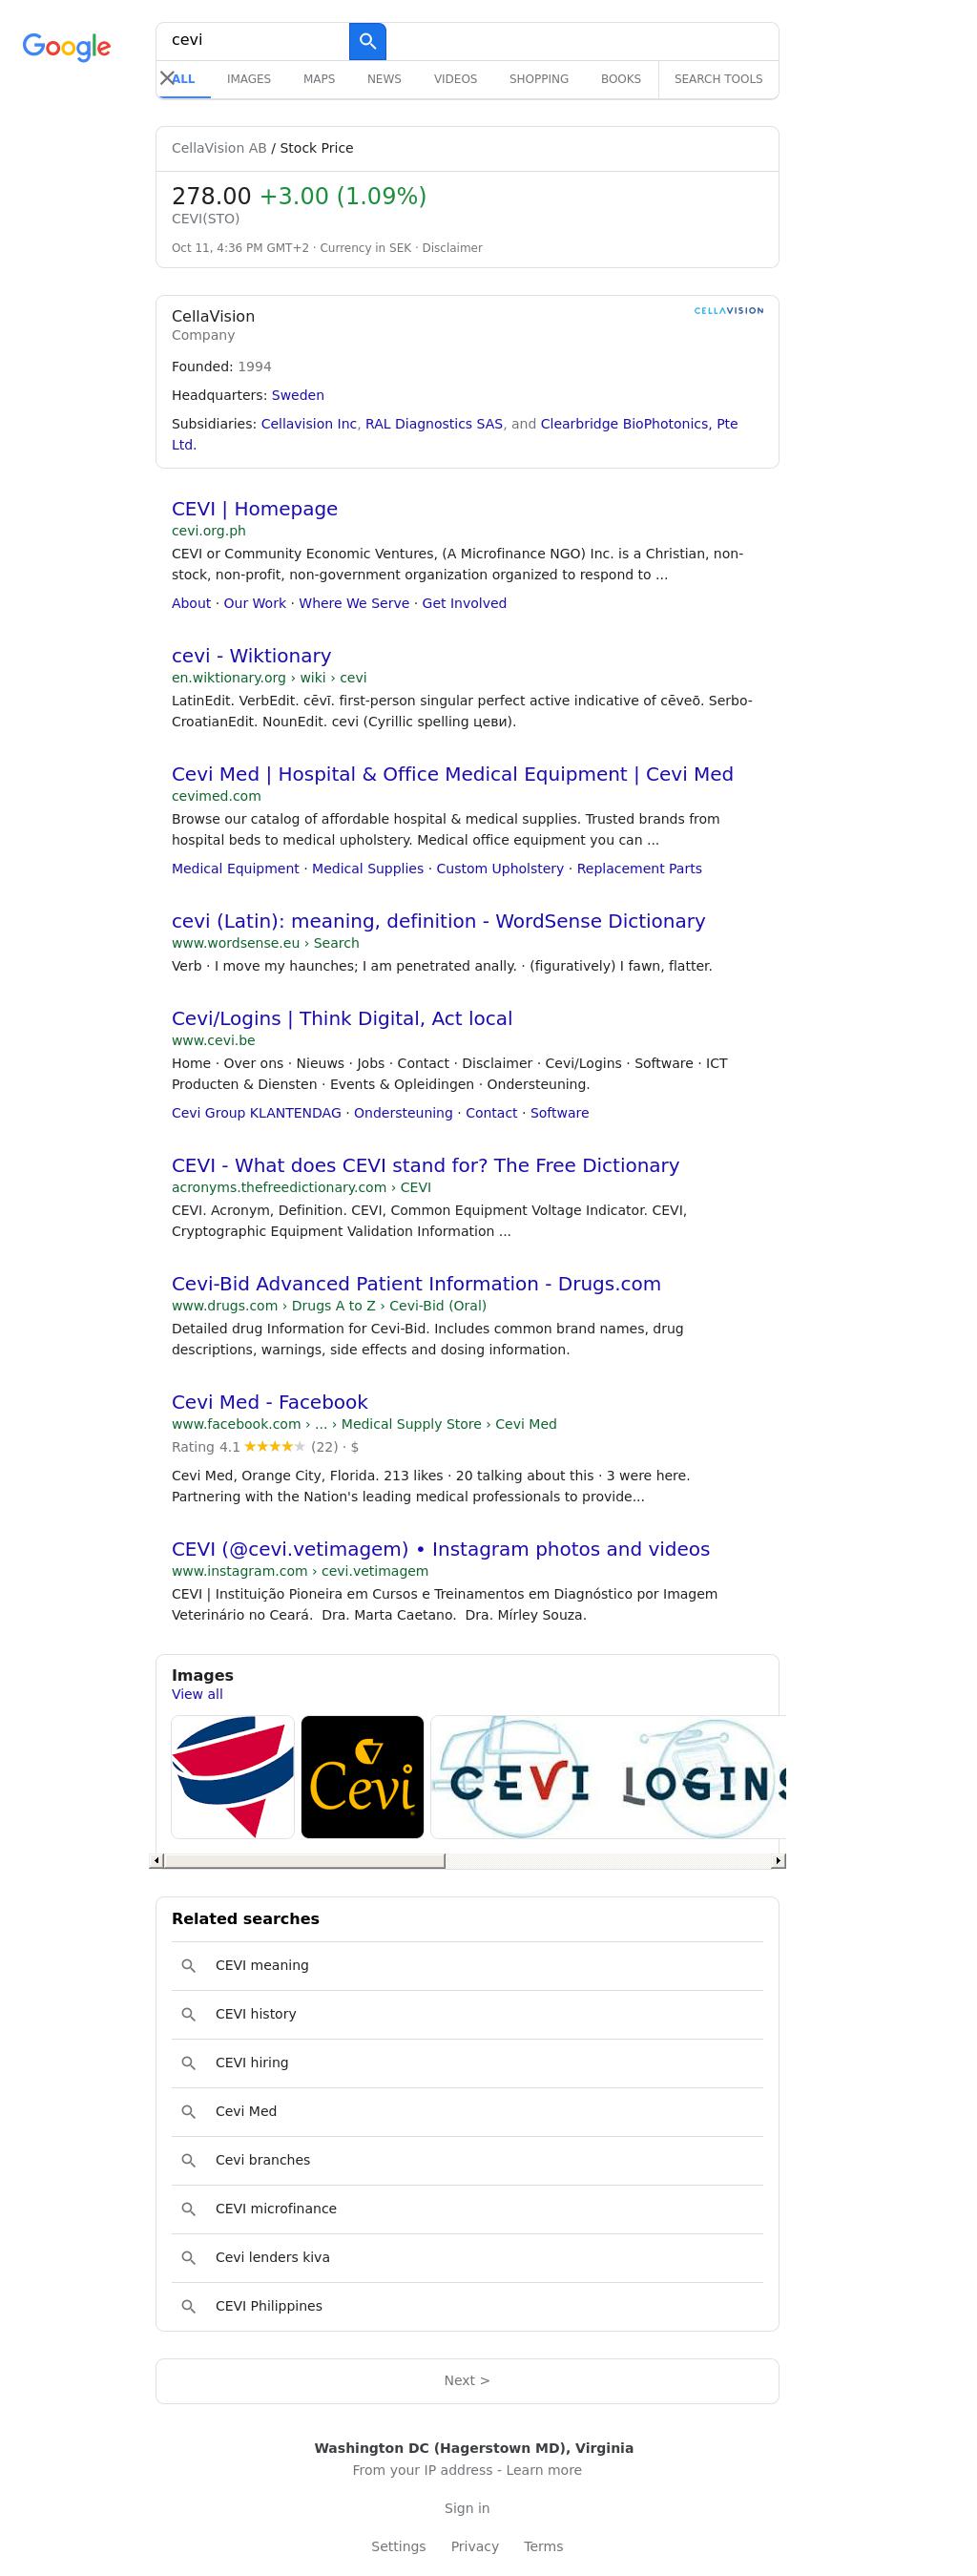 Google
cevi
ALL IMAGES MAPS NEWS VIDEOS SHOPPING BOOKS SEARCH TOOLS
CellaVision AB / Stock Price
278.00 +3.00 (1.09%)
CEVI(STO)
Oct 11, 4:36 PM GMT+2 · Currency in SEK · Disclaimer
CellaVision
CELLAVISION
Company
Founded: 1994
Headquarters: Sweden
Subsidiaries: Cellavision Inc, RAL Diagnostics SAS, and Clearbridge BioPhotonics, Pte
Ltd.
CEVI | Homepage
cevi.org.ph
CEVI or Community Economic Ventures, (A Microfinance NGO) Inc. is a Christian, non-
stock, non-profit, non-government organization organized to respond to ...
About · Our Work · Where We Serve · Get Involved
cevi - Wiktionary
en.wiktionary.org › wiki › cevi
LatinEdit. VerbEdit. cēvī. first-person singular perfect active indicative of cēveō. Serbo-
CroatianEdit. NounEdit. cevi (Cyrillic spelling цеви).
Cevi Med | Hospital & Office Medical Equipment | Cevi Med
cevimed.com
Browse our catalog of affordable hospital & medical supplies. Trusted brands from
hospital beds to medical upholstery. Medical office equipment you can ...
Medical Equipment · Medical Supplies · Custom Upholstery · Replacement Parts
cevi (Latin): meaning, definition - WordSense Dictionary
www.wordsense.eu › Search
Verb · I move my haunches; I am penetrated anally. · (figuratively) I fawn, flatter.
Cevi/Logins | Think Digital, Act local
www.cevi.be
Home · Over ons · Nieuws · Jobs · Contact · Disclaimer · Cevi/Logins · Software · ICT
Producten & Diensten · Events & Opleidingen · Ondersteuning.
Cevi Group KLANTENDAG · Ondersteuning · Contact · Software
CEVI - What does CEVI stand for? The Free Dictionary
acronyms.thefreedictionary.com › CEVI
CEVI. Acronym, Definition. CEVI, Common Equipment Voltage Indicator. CEVI,
Cryptographic Equipment Validation Information ...
Cevi-Bid Advanced Patient Information - Drugs.com
www.drugs.com › Drugs A to Z › Cevi-Bid (Oral)
Detailed drug Information for Cevi-Bid. Includes common brand names, drug
descriptions, warnings, side effects and dosing information.
Cevi Med - Facebook
www.facebook.com › ... › Medical Supply Store › Cevi Med
Rating 4.1 (22) · $
Cevi Med, Orange City, Florida. 213 likes · 20 talking about this · 3 were here.
Partnering with the Nation's leading medical professionals to provide...
CEVI (@cevi.vetimagem) • Instagram photos and videos
www.instagram.com › cevi.vetimagem
CEVI | Instituição Pioneira em Cursos e Treinamentos em Diagnóstico por Imagem
Veterinário no Ceará. Dra. Marta Caetano. Dra. Mírley Souza.
Images
View all
Cevi
CEVI LOGINS
Related searches
CEVI meaning
CEVI history
CEVI hiring
Cevi Med
Cevi branches
CEVI microfinance
Cevi lenders kiva
CEVI Philippines
Next >
Washington DC (Hagerstown MD), Virginia
From your IP address - Learn more
Sign in
Settings Privacy Terms